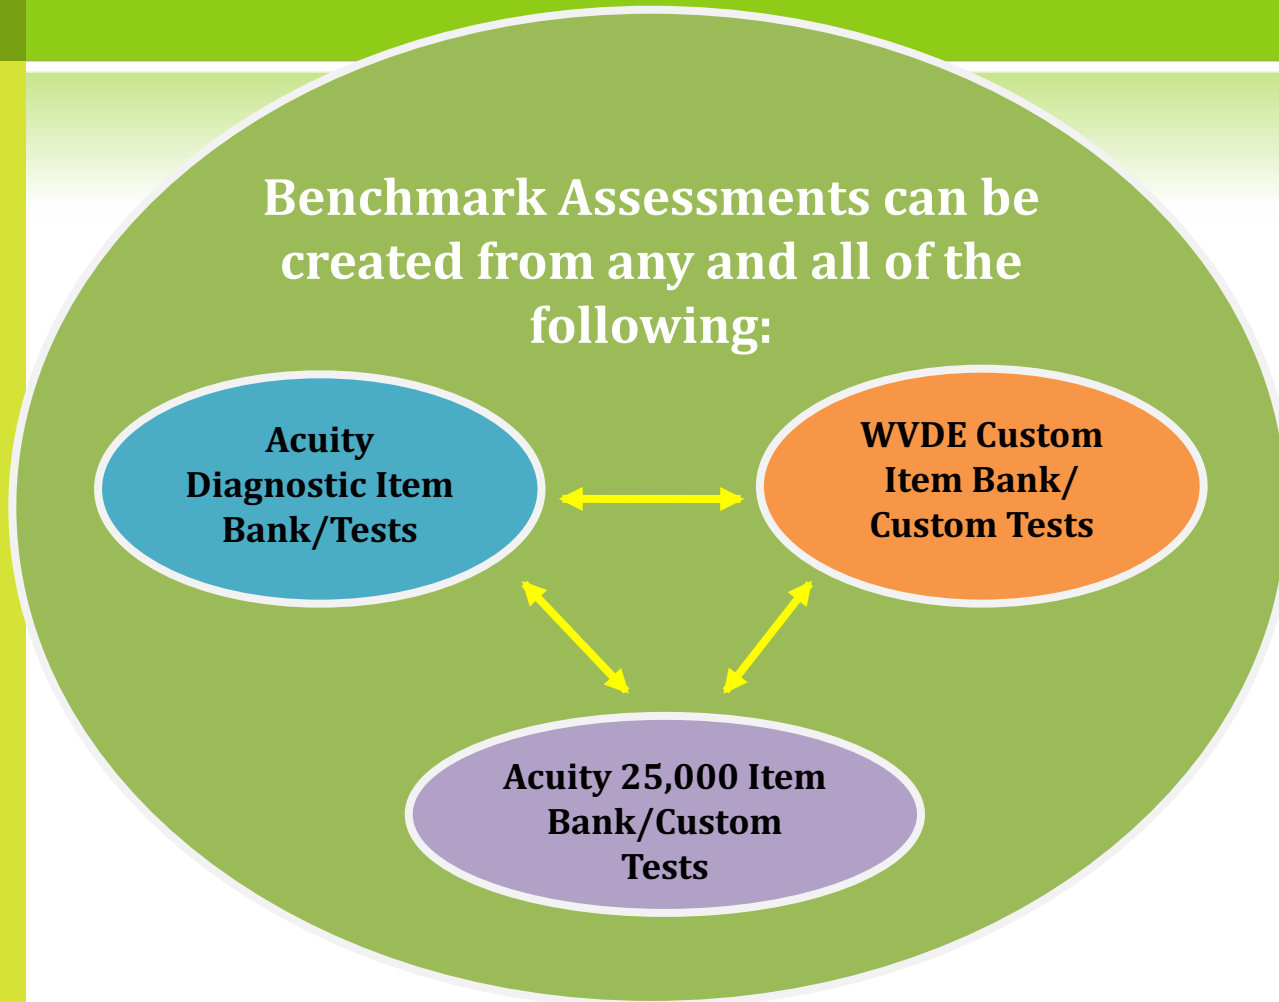 Benchmark Assessments can be
created from any and all of the
following:
Acuity
Diagnostic Item
Bank/Tests
WVDE Custom
Item Bank/
Custom Tests
Acuity 25,000 Item
Bank/Custom
Tests